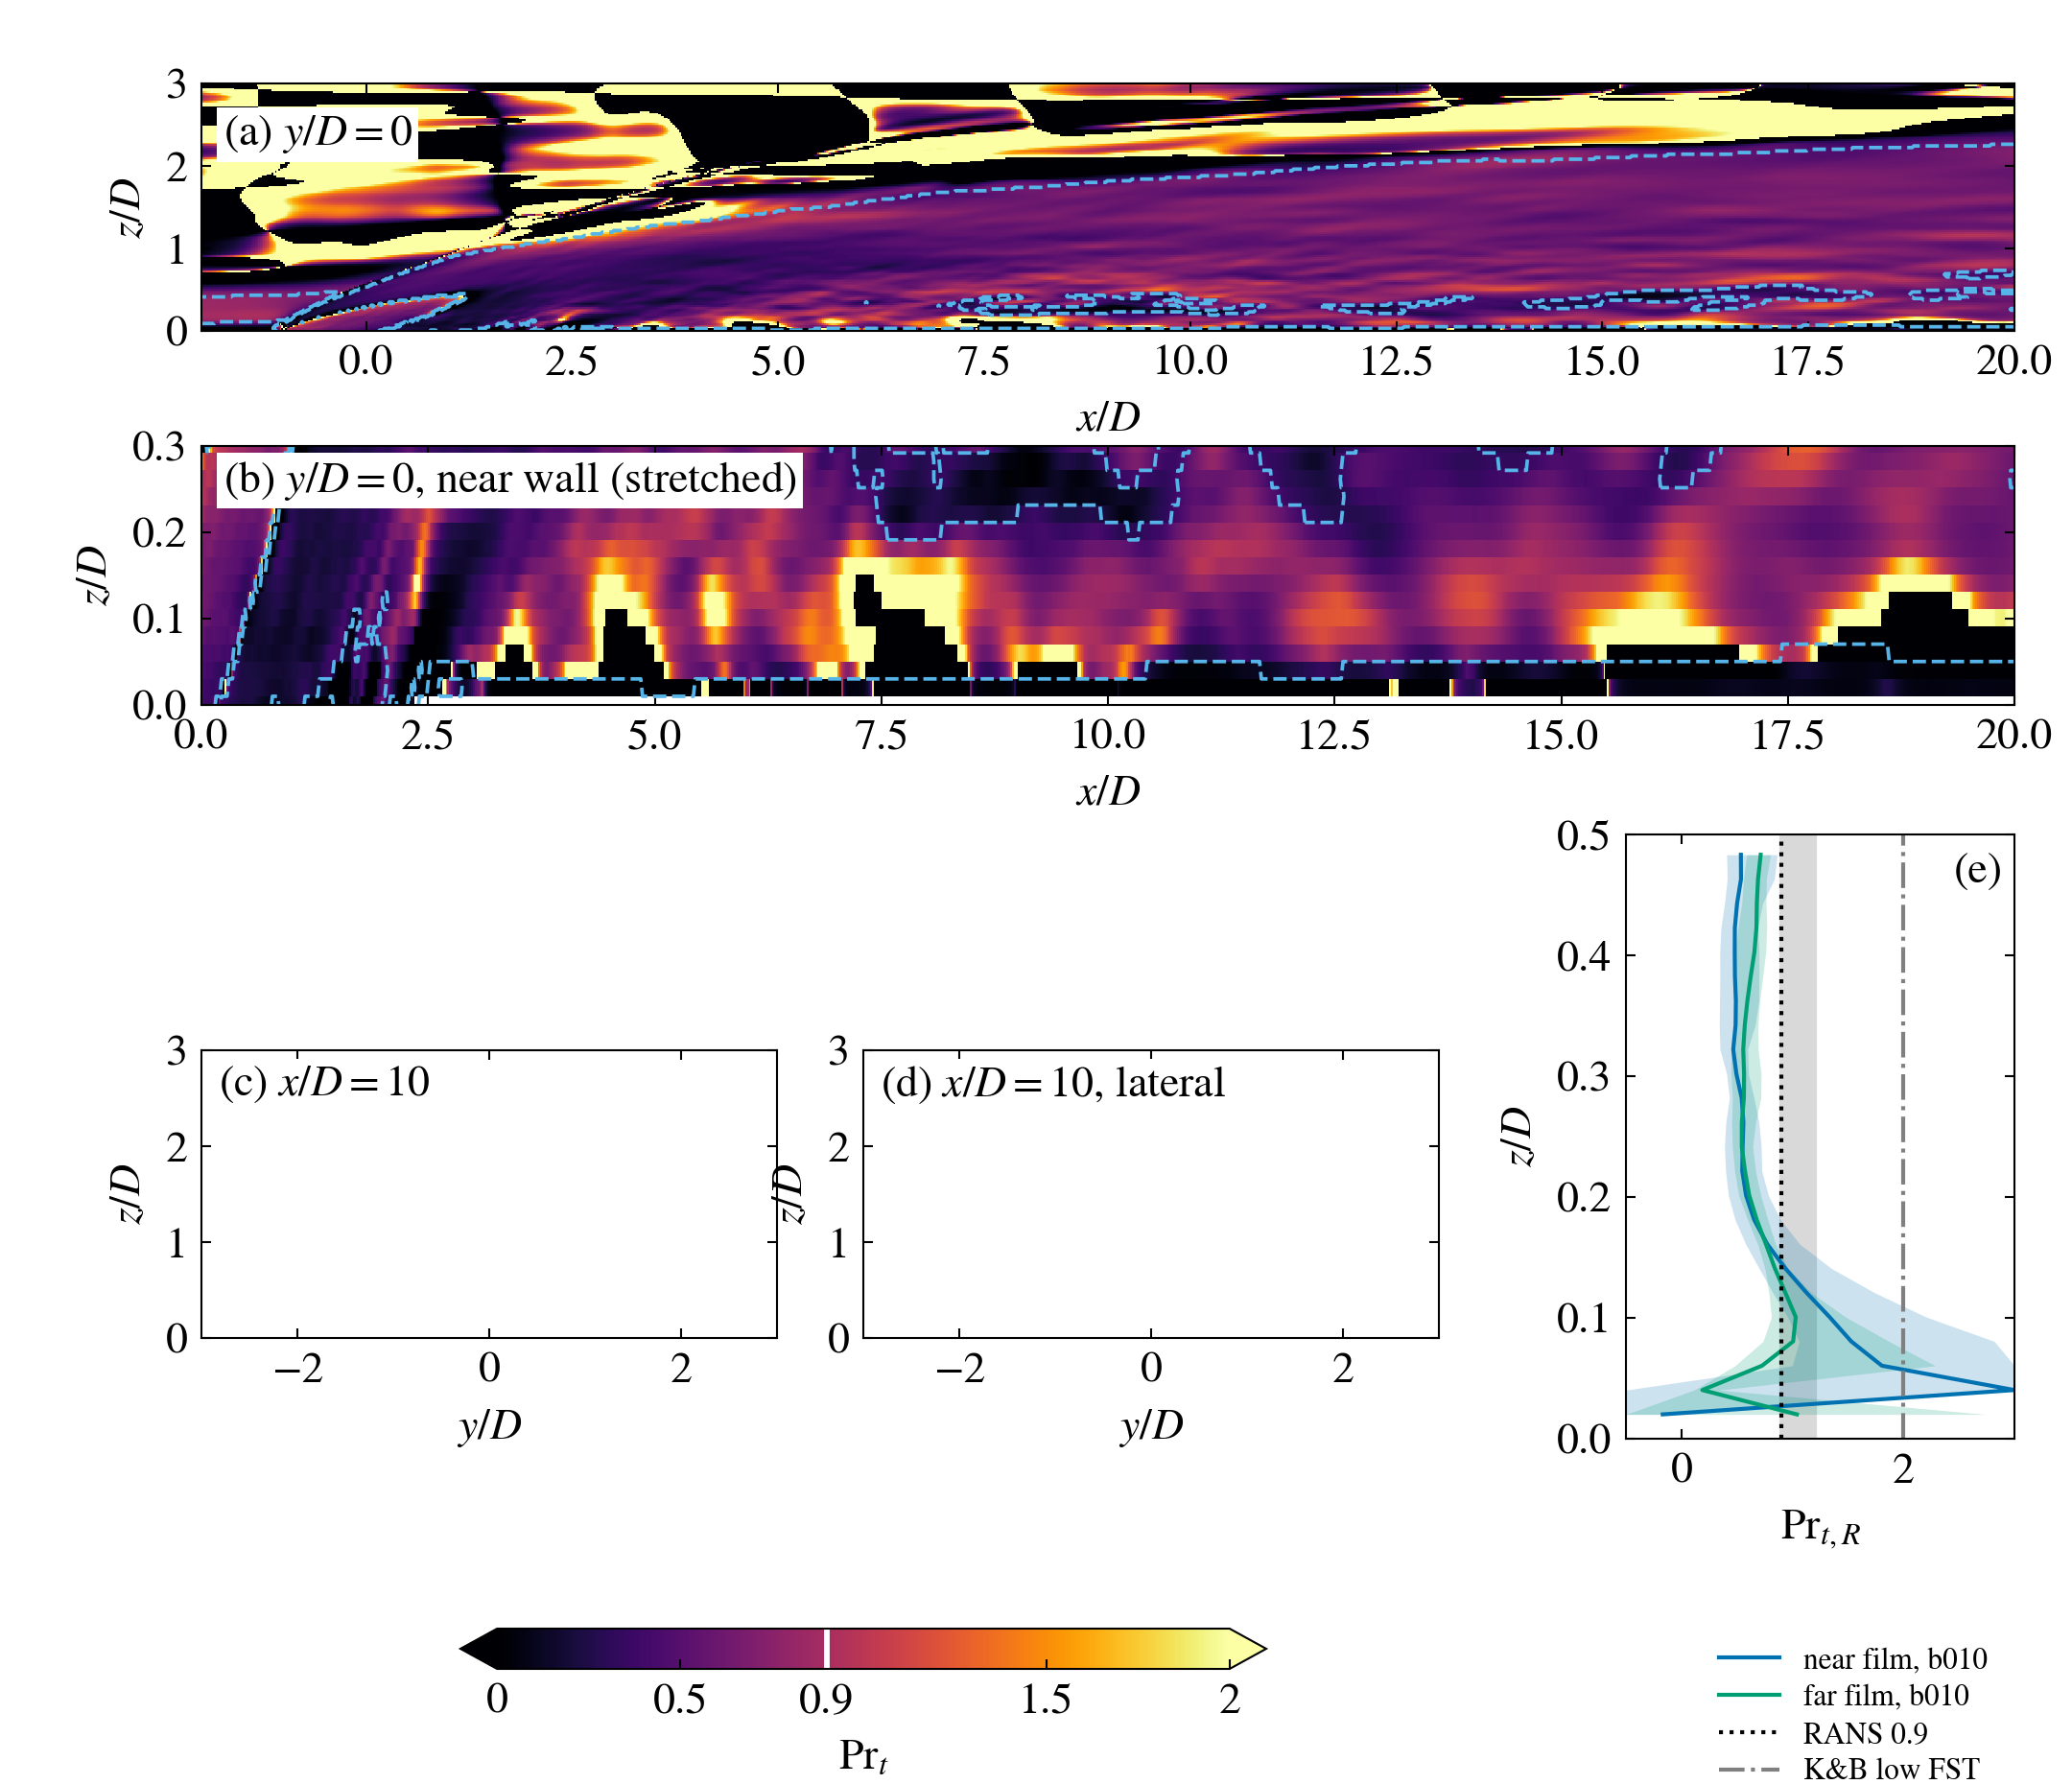 3
(a) y/D = 0
2
z/D
1
0
0.0 2.5 5.0 7.5 10.0 12.5 15.0 17.5 20.0
x/D
0.3
(b) y/D = 0, near wall (stretched)
0.2
z/D
0.1
0.0
0.0 2.5 5.0 7.5 10.0 12.5 15.0 17.5 20.0
x/D
3
(c) x/D = 10
2
z/D
1
0
−2 0 2
y/D
3
(d) x/D = 10, lateral
2
z/D
1
0
−2 0 2
y/D
0.5
(e)
0.4
0.3
z/D
0.2
0.1
0.0
0 2
Pr_{t, R}
0 0.5 0.9 1.5 2
Pr_t
near film, b010
far film, b010
RANS 0.9
K&B low FST